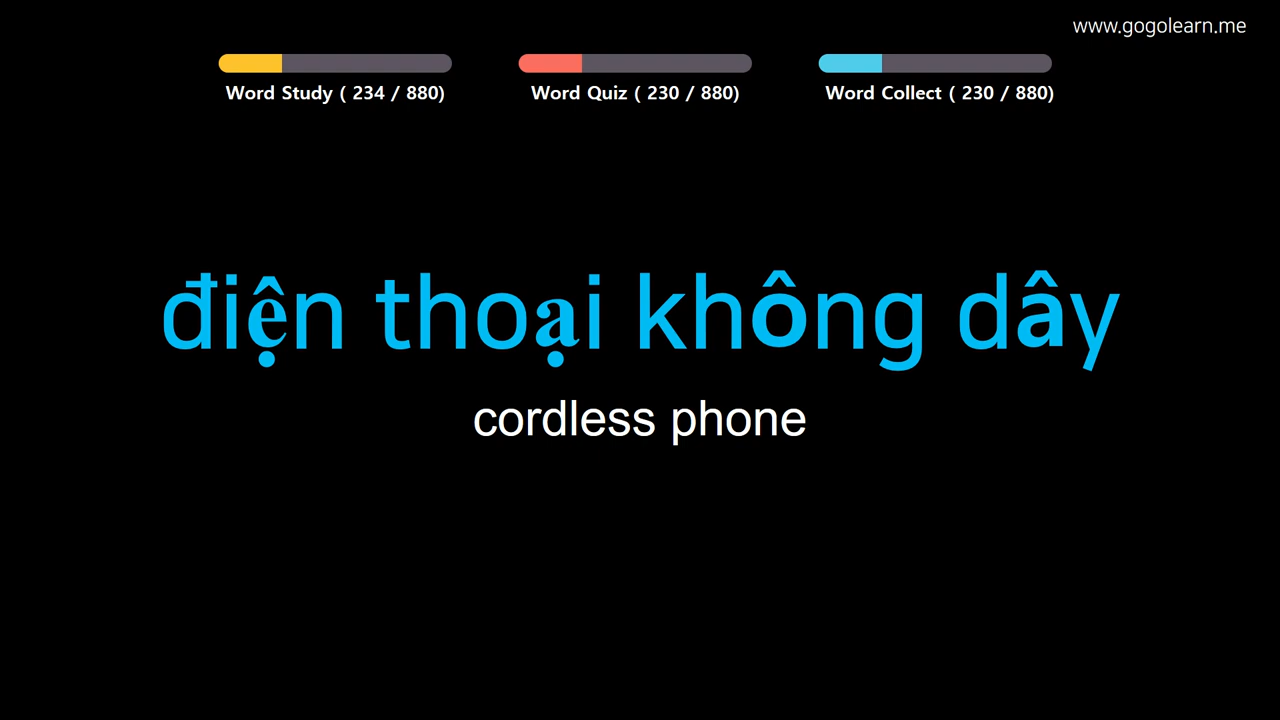 www.gogolearn.me
Word Study ( 234 / 880)
Word Quiz ( 230 / 880)
Word Collect ( 230 / 880)
điện thoại không dây
cordless phone